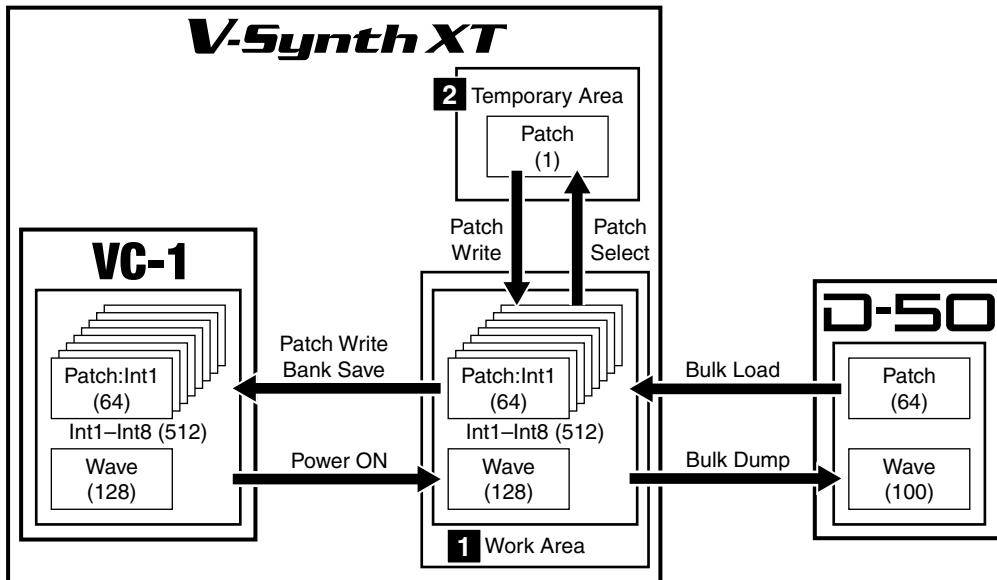 V-Synth XT
2 Temporary Area
Patch
(1)
Patch
Write
Patch
Select
VC-1
Patch:Int1
(64)
Int1–Int8 (512)
Wave
(128)
Patch Write
Bank Save
Power ON
Patch:Int1
(64)
Int1–Int8 (512)
Wave
(128)
1 Work Area
Bulk Load
Bulk Dump
D-50
Patch
(64)
Wave
(100)